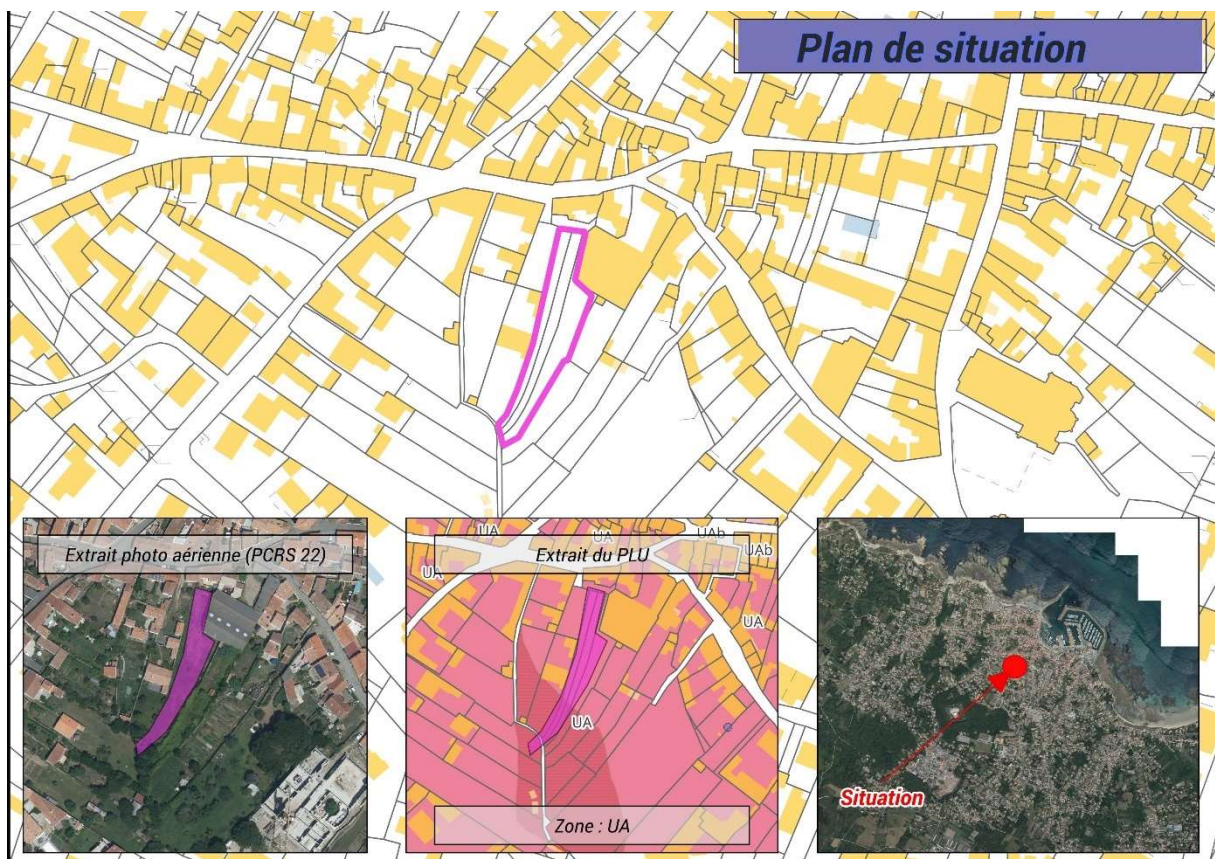 Plan de situation
Extrait photo aérienne (PCRS 22)
UA
UA
UAb
UAb
Extrait du PLU
UA
UA
UA
Zone : UA
Situation